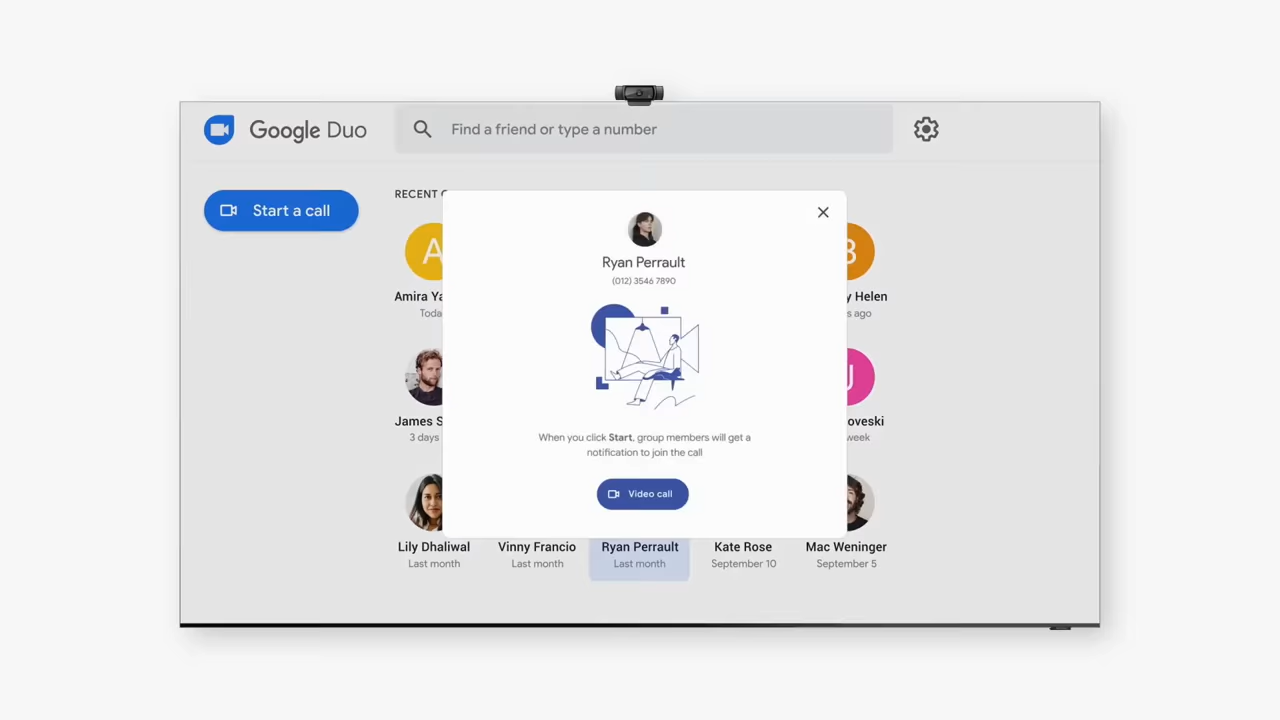 Google Duo
Find a friend or type a number
Start a call
RECENT
A
Amira
Today
B
Helen
ago
James
3 days
week
Ryan Perrault
(012) 3546 7890
When you click Start, group members will get a
notification to join the call
Video call
Lily Dhaliwal
Last month
Vinny Francio
Last month
Ryan Perrault
Last month
Kate Rose
September 10
Mac Weninger
September 5